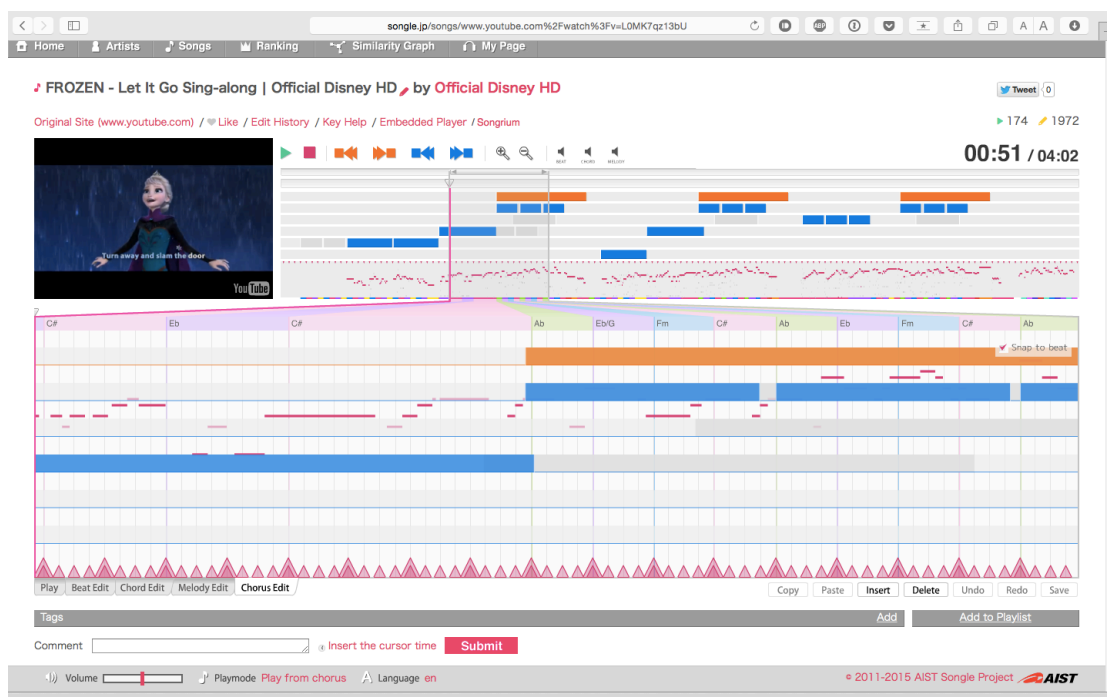 songle.jp/songs/www.youtube.com%2Fwatch%3Fv=L0MK7qz13bU
ABP
A A
Home Artists Songs Ranking Similarity Graph My Page
FROZEN - Let It Go Sing-along | Official Disney HD by Official Disney HD
Tweet 0
Original Site (www.youtube.com) / Like / Edit History / Key Help / Embedded Player / Songrium
174 1972
BEAT CHORD MELODY
00:51 / 04:02
Turn away and slam the door
YouTube
C# Eb C# Ab Eb/G Fm C# Ab Eb Fm C# Ab
Snap to beat
Play Beat Edit Chord Edit Melody Edit Chorus Edit
Copy Paste Insert Delete Undo Redo Save
Tags Add Add to Playlist
Comment Insert the cursor time Submit
Volume Playmode Play from chorus A Language en
© 2011-2015 AIST Songle Project AIST